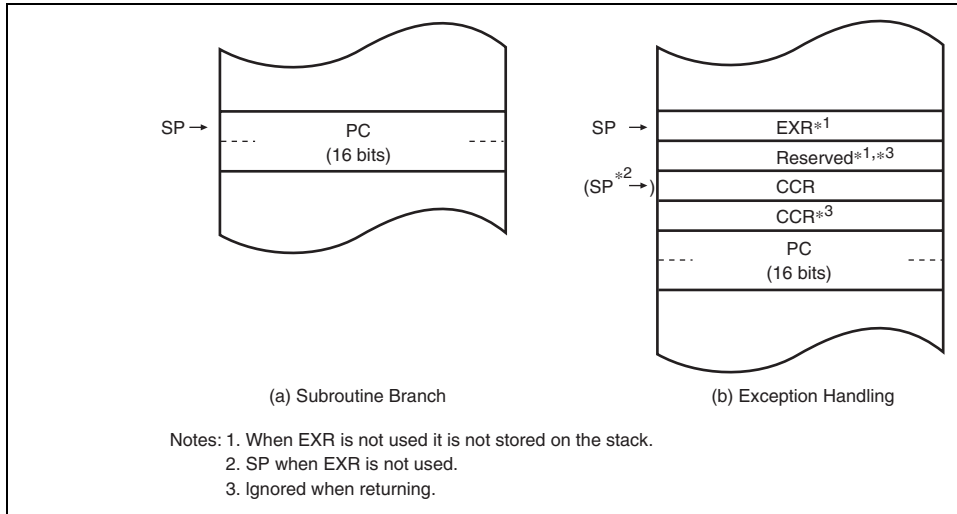 SP →
PC
(16 bits)
(a) Subroutine Branch
SP →
EXR*1
Reserved*1,*3
(SP*2 →)
CCR
CCR*3
PC
(16 bits)
(b) Exception Handling
Notes: 1. When EXR is not used it is not stored on the stack.
2. SP when EXR is not used.
3. Ignored when returning.